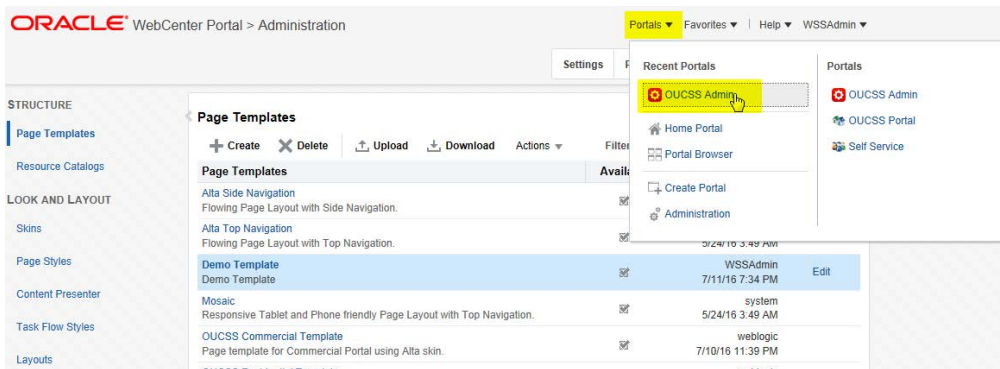 ORACLE® WebCenter Portal > Administration
Portals ▼ Favorites ▼ | Help ▼ WSSAdmin ▼
Settings
Recent Portals
OUCSS Admin
Home Portal
Portal Browser
Create Portal
Administration
Portals
OUCSS Admin
OUCSS Portal
Self Service
STRUCTURE
Page Templates
Resource Catalogs
LOOK AND LAYOUT
Skins
Page Styles
Content Presenter
Task Flow Styles
Layouts
Page Templates
Create Delete Upload Download Actions Filter
Page Templates Availa
Alta Side Navigation
Flowing Page Layout with Side Navigation.
Alta Top Navigation
Flowing Page Layout with Top Navigation. 5/24/16 3:49 AM
Demo Template WSSAdmin
Demo Template 7/11/16 7:34 PM Edit
Mosaic system
Responsive Tablet and Phone friendly Page Layout with Top Navigation. 5/24/16 3:49 AM
OUCSS Commercial Template weblogic
Page template for Commercial Portal using Alta skin. 7/10/16 11:39 PM